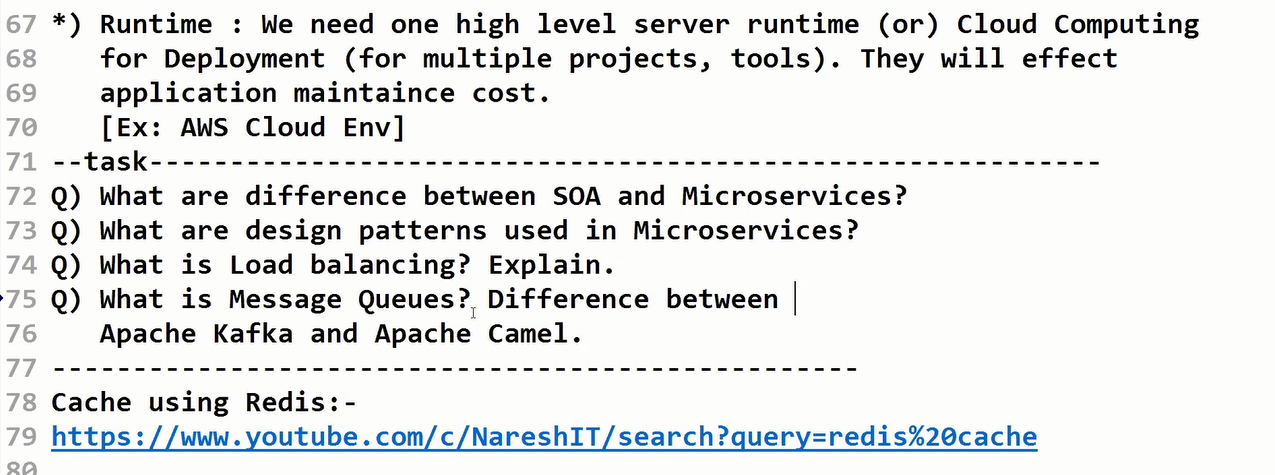 67 *) Runtime : We need one high level server runtime (or) Cloud Computing
68 for Deployment (for multiple projects, tools). They will effect
69 application maintaince cost.
70 [Ex: AWS Cloud Env]
71 --task-----------------------------------------------------------
72 Q) What are difference between SOA and Microservices?
73 Q) What are design patterns used in Microservices?
74 Q) What is Load balancing? Explain.
75 Q) What is Message Queues? Difference between
76 Apache Kafka and Apache Camel.
77 --------------------------------------------------
78 Cache using Redis:-
79 https://www.youtube.com/c/NareshIT/search?query=redis%20cache
80